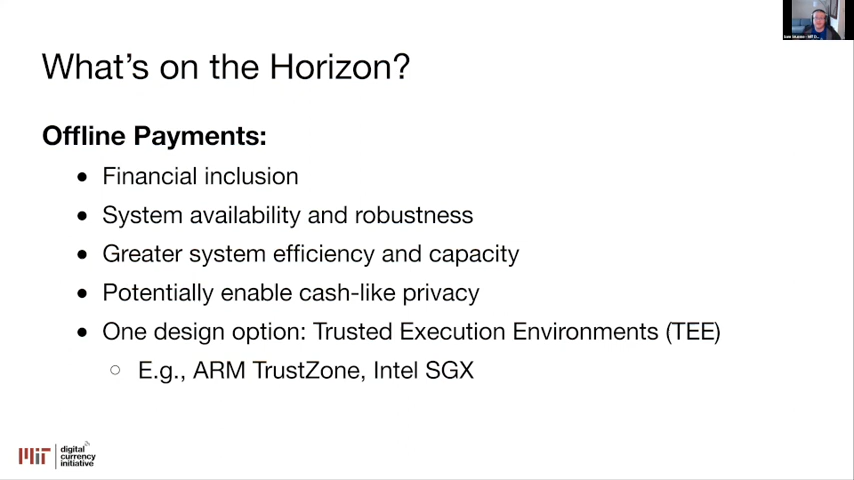 What's on the Horizon?
Offline Payments:
● Financial inclusion
● System availability and robustness
● Greater system efficiency and capacity
● Potentially enable cash-like privacy
● One design option: Trusted Execution Environments (TEE)
○ E.g., ARM TrustZone, Intel SGX
MIT
digital
currency
initiative